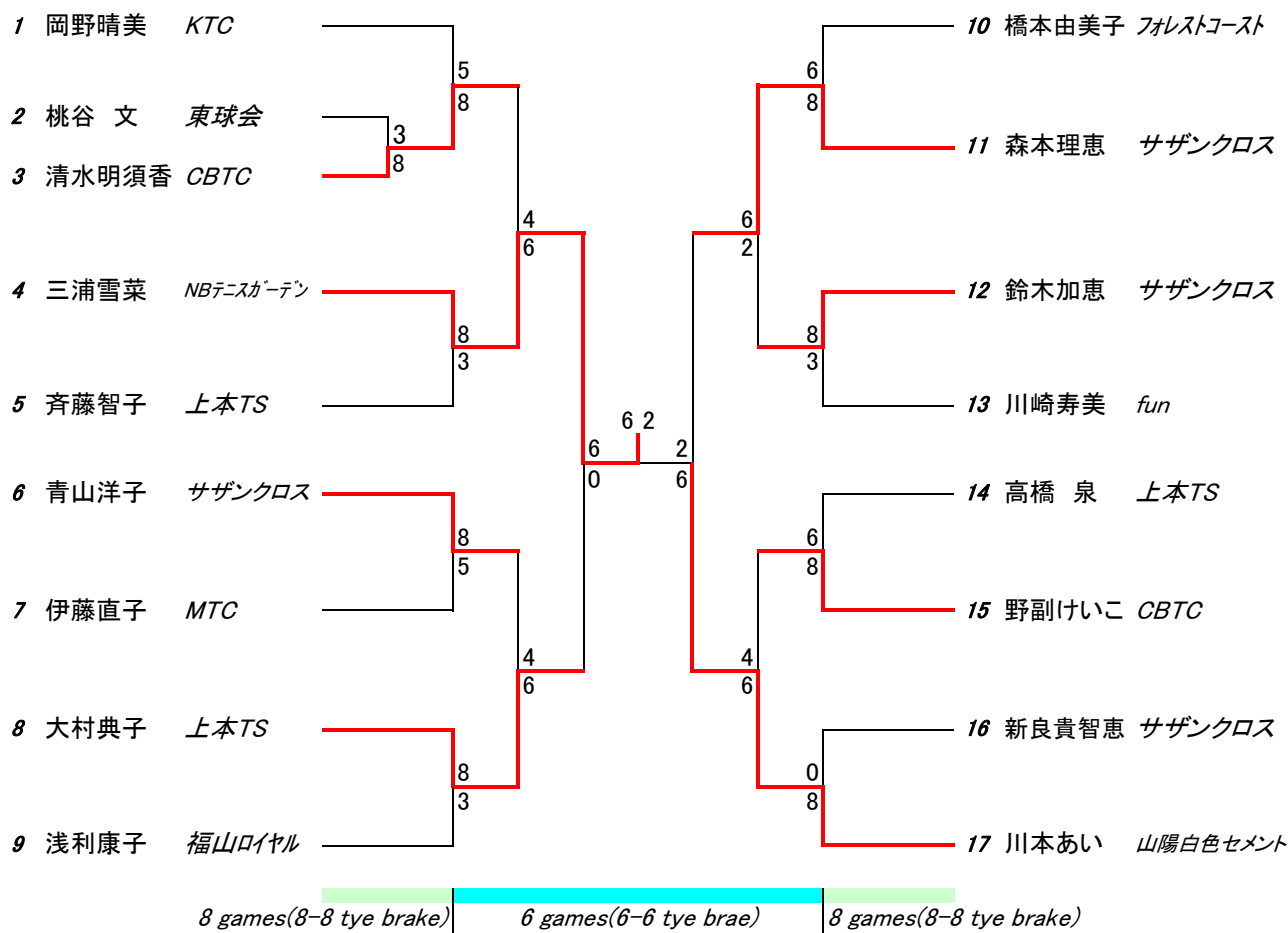 1 岡野晴美 KTC
5
8
2 桃谷 文 東球会
3
8
3 清水明須香 CBTC
4
6
4 三浦雪菜 NBテニスガーデン
8
3
5 斉藤智子 上本TS
6
0
6 青山洋子 サザンクロス
8
5
7 伊藤直子 MTC
4
6
8 大村典子 上本TS
8
3
9 浅利康子 福山ロイヤル
6 2
10 橋本由美子 フォレストコースト
6
8
11 森本理恵 サザンクロス
6
2
12 鈴木加恵 サザンクロス
8
3
13 川崎寿美 fun
2
6
14 高橋 泉 上本TS
6
8
15 野副けいこ CBTC
4
6
16 新良貴智恵 サザンクロス
0
8
17 川本あい 山陽白色セメント
8 games(8-8 tye brake) 6 games(6-6 tye brae) 8 games(8-8 tye brake)